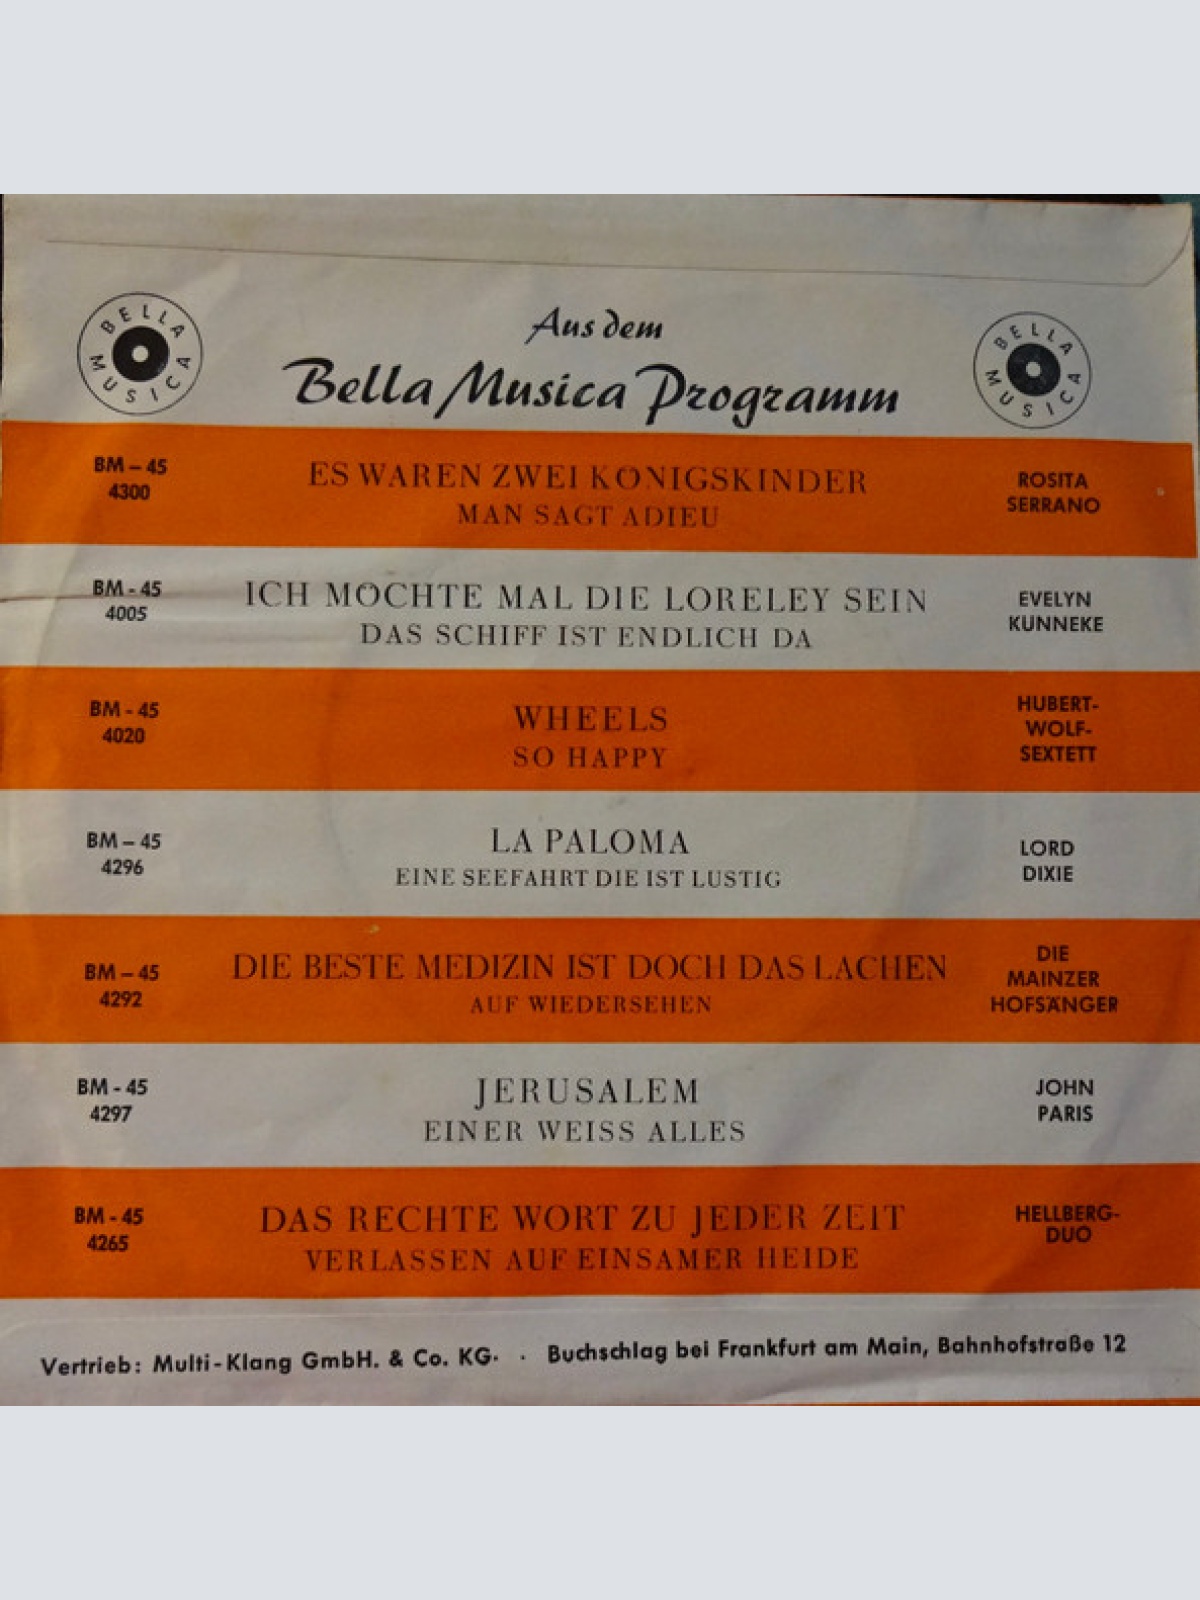 BELLA MUSICA
Aus dem
BELLA MUSICA
Bella Musica Programm
BM – 45
4300
ES WAREN ZWEI KÖNIGSKINDER
MAN SAGT ADIEU
ROSITA
SERRANO
BM - 45
4005
ICH MÖCHTE MAL DIE LORELEY SEIN
DAS SCHIFF IST ENDLICH DA
EVELYN
KÜNNEKE
BM - 45
4020
WHEELS
SO HAPPY
HUBERT-
WOLF-
SEXTETT
BM – 45
4296
LA PALOMA
EINE SEEFAHRT DIE IST LUSTIG
LORD
DIXIE
BM – 45
4292
DIE BESTE MEDIZIN IST DOCH DAS LACHEN
AUF WIEDERSEHEN
DIE
MAINZER
HOFSÄNGER
BM - 45
4297
JERUSALEM
EINER WEISS ALLES
JOHN
PARIS
BM - 45
4265
DAS RECHTE WORT ZU JEDER ZEIT
VERLASSEN AUF EINSAMER HEIDE
HELLBERG-
DUO
Vertrieb: Multi-Klang GmbH. & Co. KG. · Buchschlag bei Frankfurt am Main, Bahnhofstraße 12